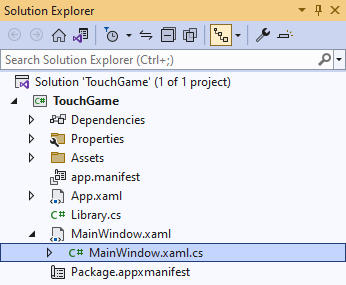 Solution Explorer
Search Solution Explorer (Ctrl+;)
Solution 'TouchGame' (1 of 1 project)
C# TouchGame
Dependencies
Properties
Assets
app.manifest
App.xaml
C# Library.cs
MainWindow.xaml
C# MainWindow.xaml.cs
Package.appxmanifest